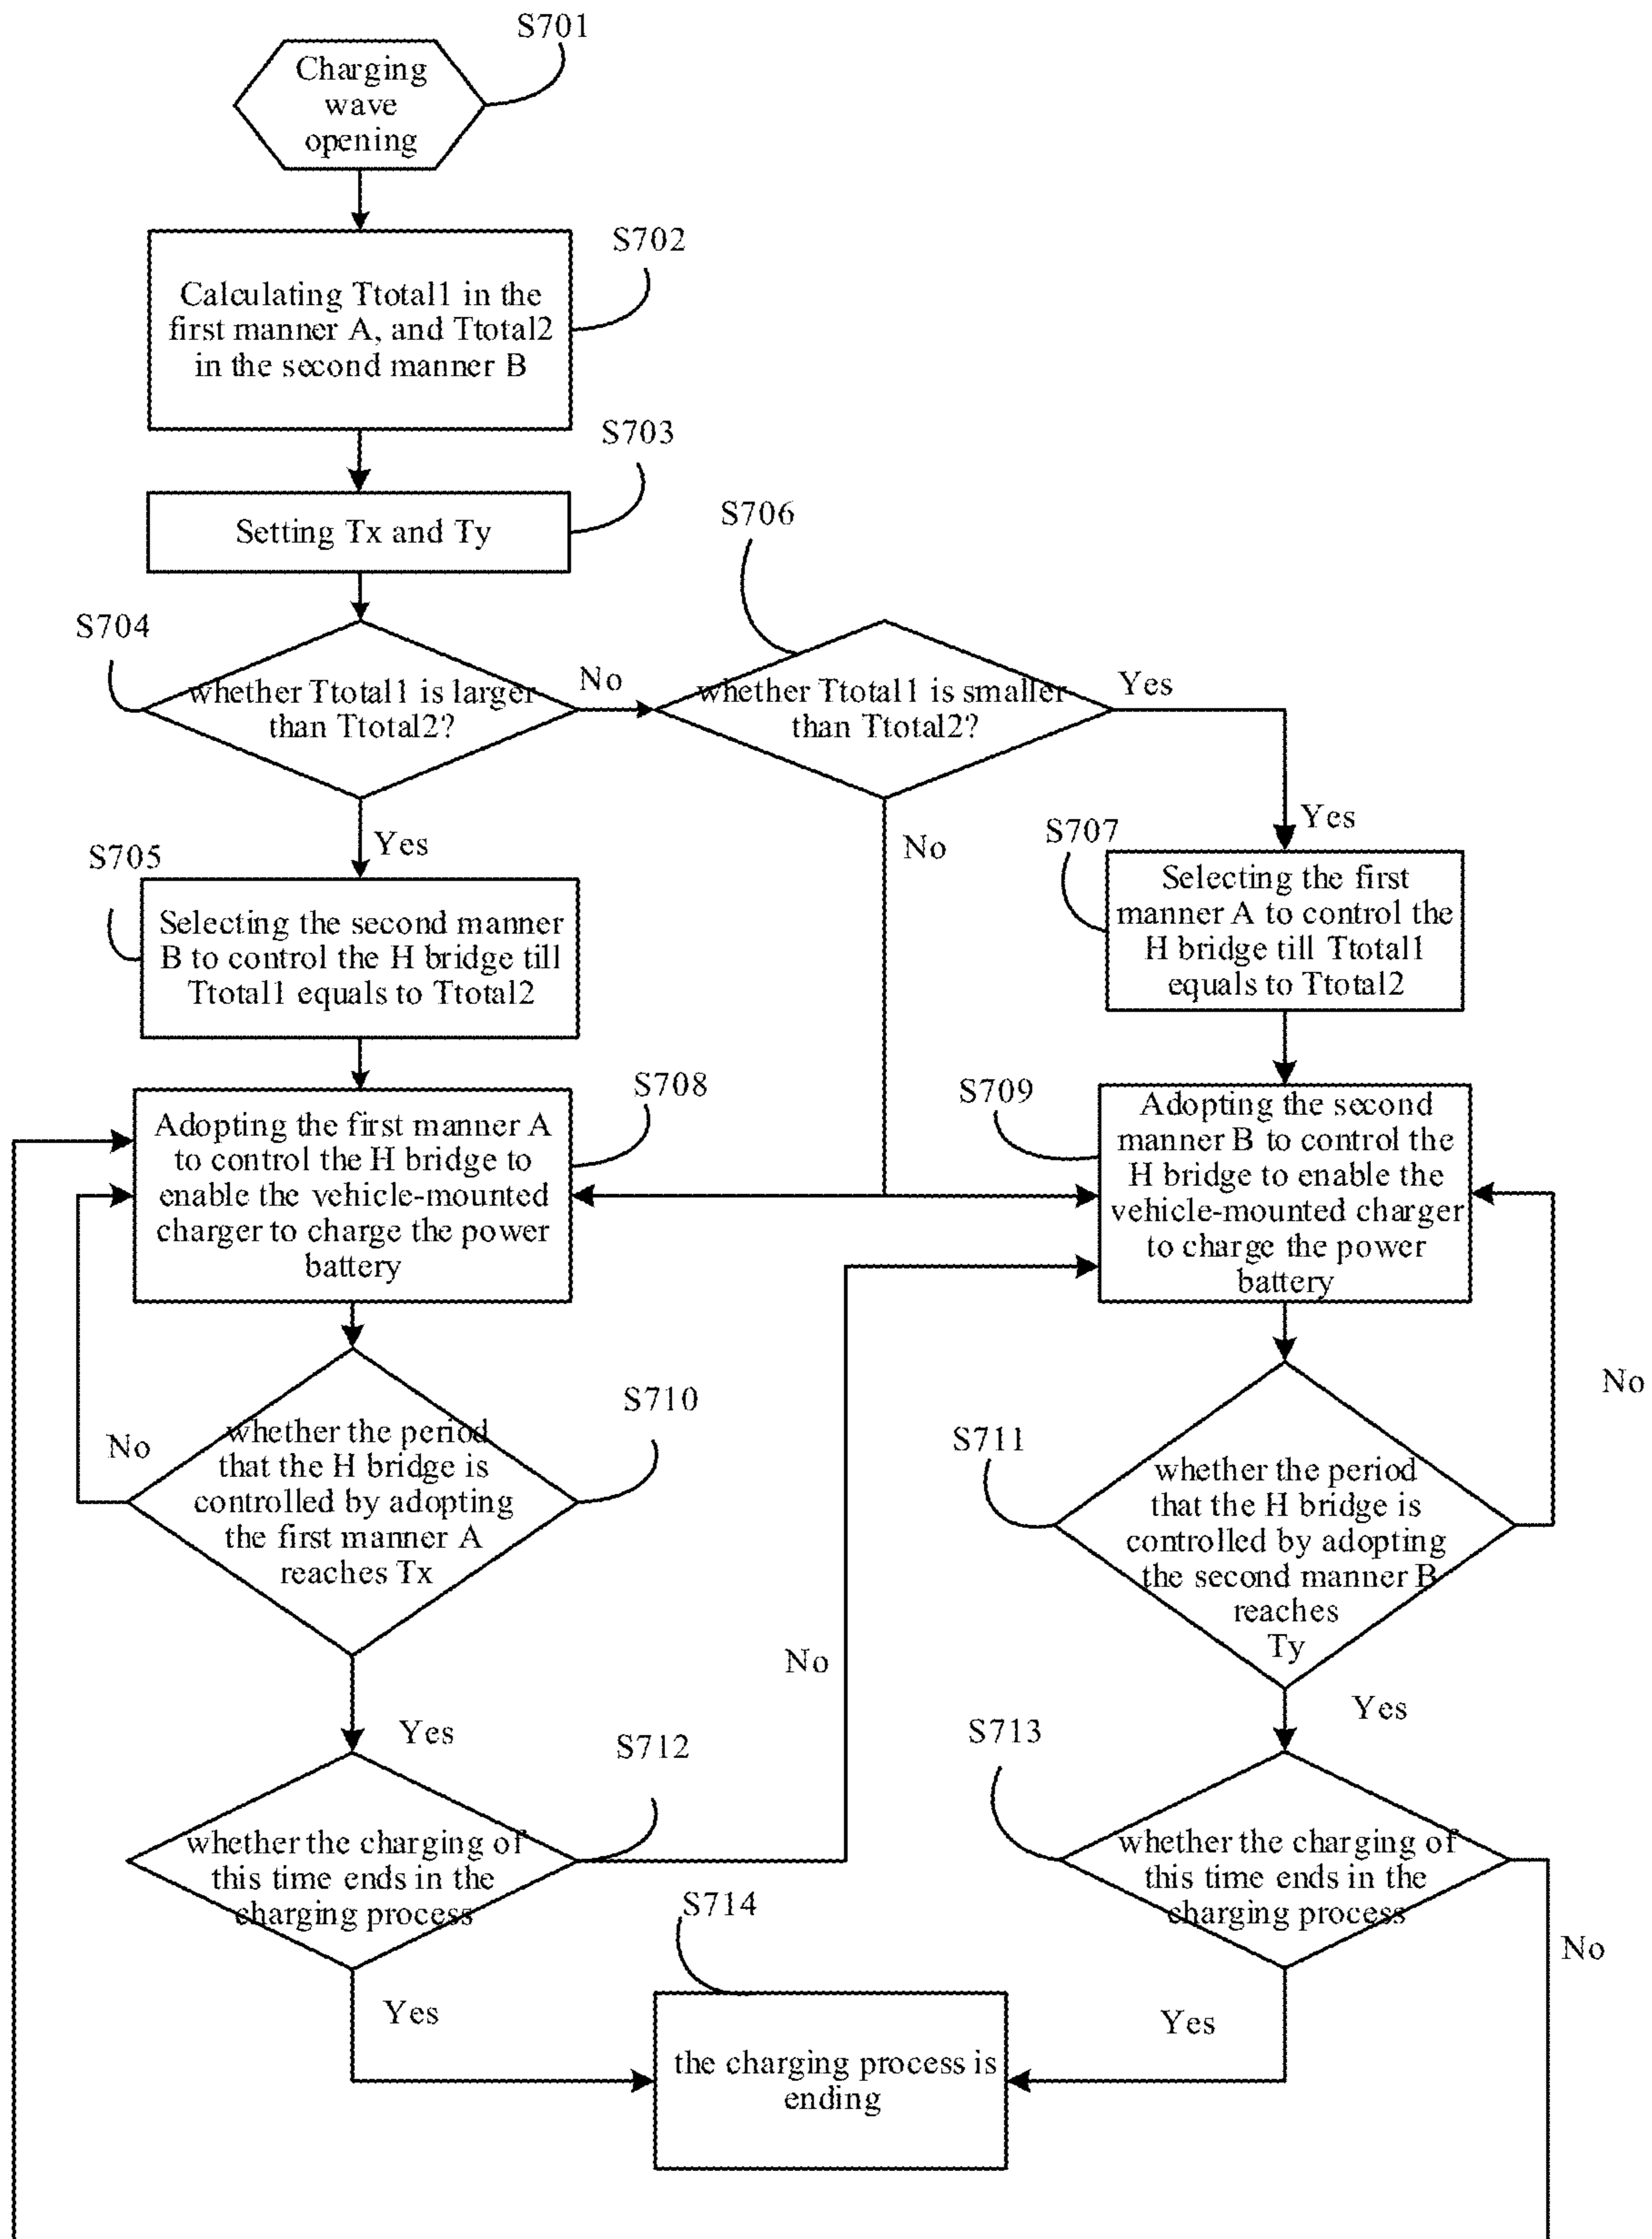 S701
Charging
wave
opening
S702
Calculating Ttotal1 in the
first manner A, and Ttotal2
in the second manner B
S703
Setting Tx and Ty
S706
S704
whether Ttotal1 is larger
than Ttotal2?
No
whether Ttotal1 is smaller
than Ttotal2?
Yes
Yes
No
Yes
S705
Selecting the second manner
B to control the H bridge till
Ttotal1 equals to Ttotal2
S707
Selecting the first
manner A to control the
H bridge till Ttotal1
equals to Ttotal2
S708
Adopting the first manner A
to control the H bridge to
enable the vehicle-mounted
charger to charge the power
battery
S709
Adopting the second
manner B to control the
H bridge to enable the
vehicle-mounted charger
to charge the power
battery
S710
No
whether the period
that the H bridge is
controlled by adopting
the first manner A
reaches Tx
No
S711
whether the period
that the H bridge is
controlled by adopting
the second manner B
reaches
Ty
No
Yes
Yes
S712
whether the charging of
this time ends in the
charging process
S713
whether the charging of
this time ends in the
charging process
No
Yes
S714
the charging process is
ending
Yes